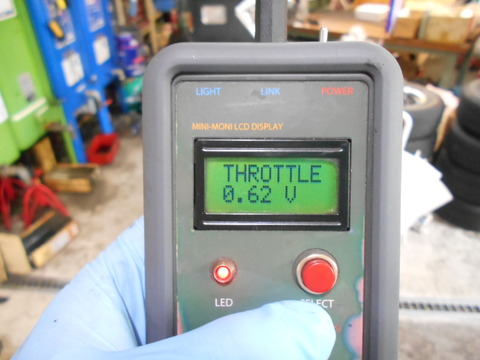 LIGHT LINK POWER
MINI-MONI LCD DISPLAY
THROTTLE
0.62 V
LED
SELECT